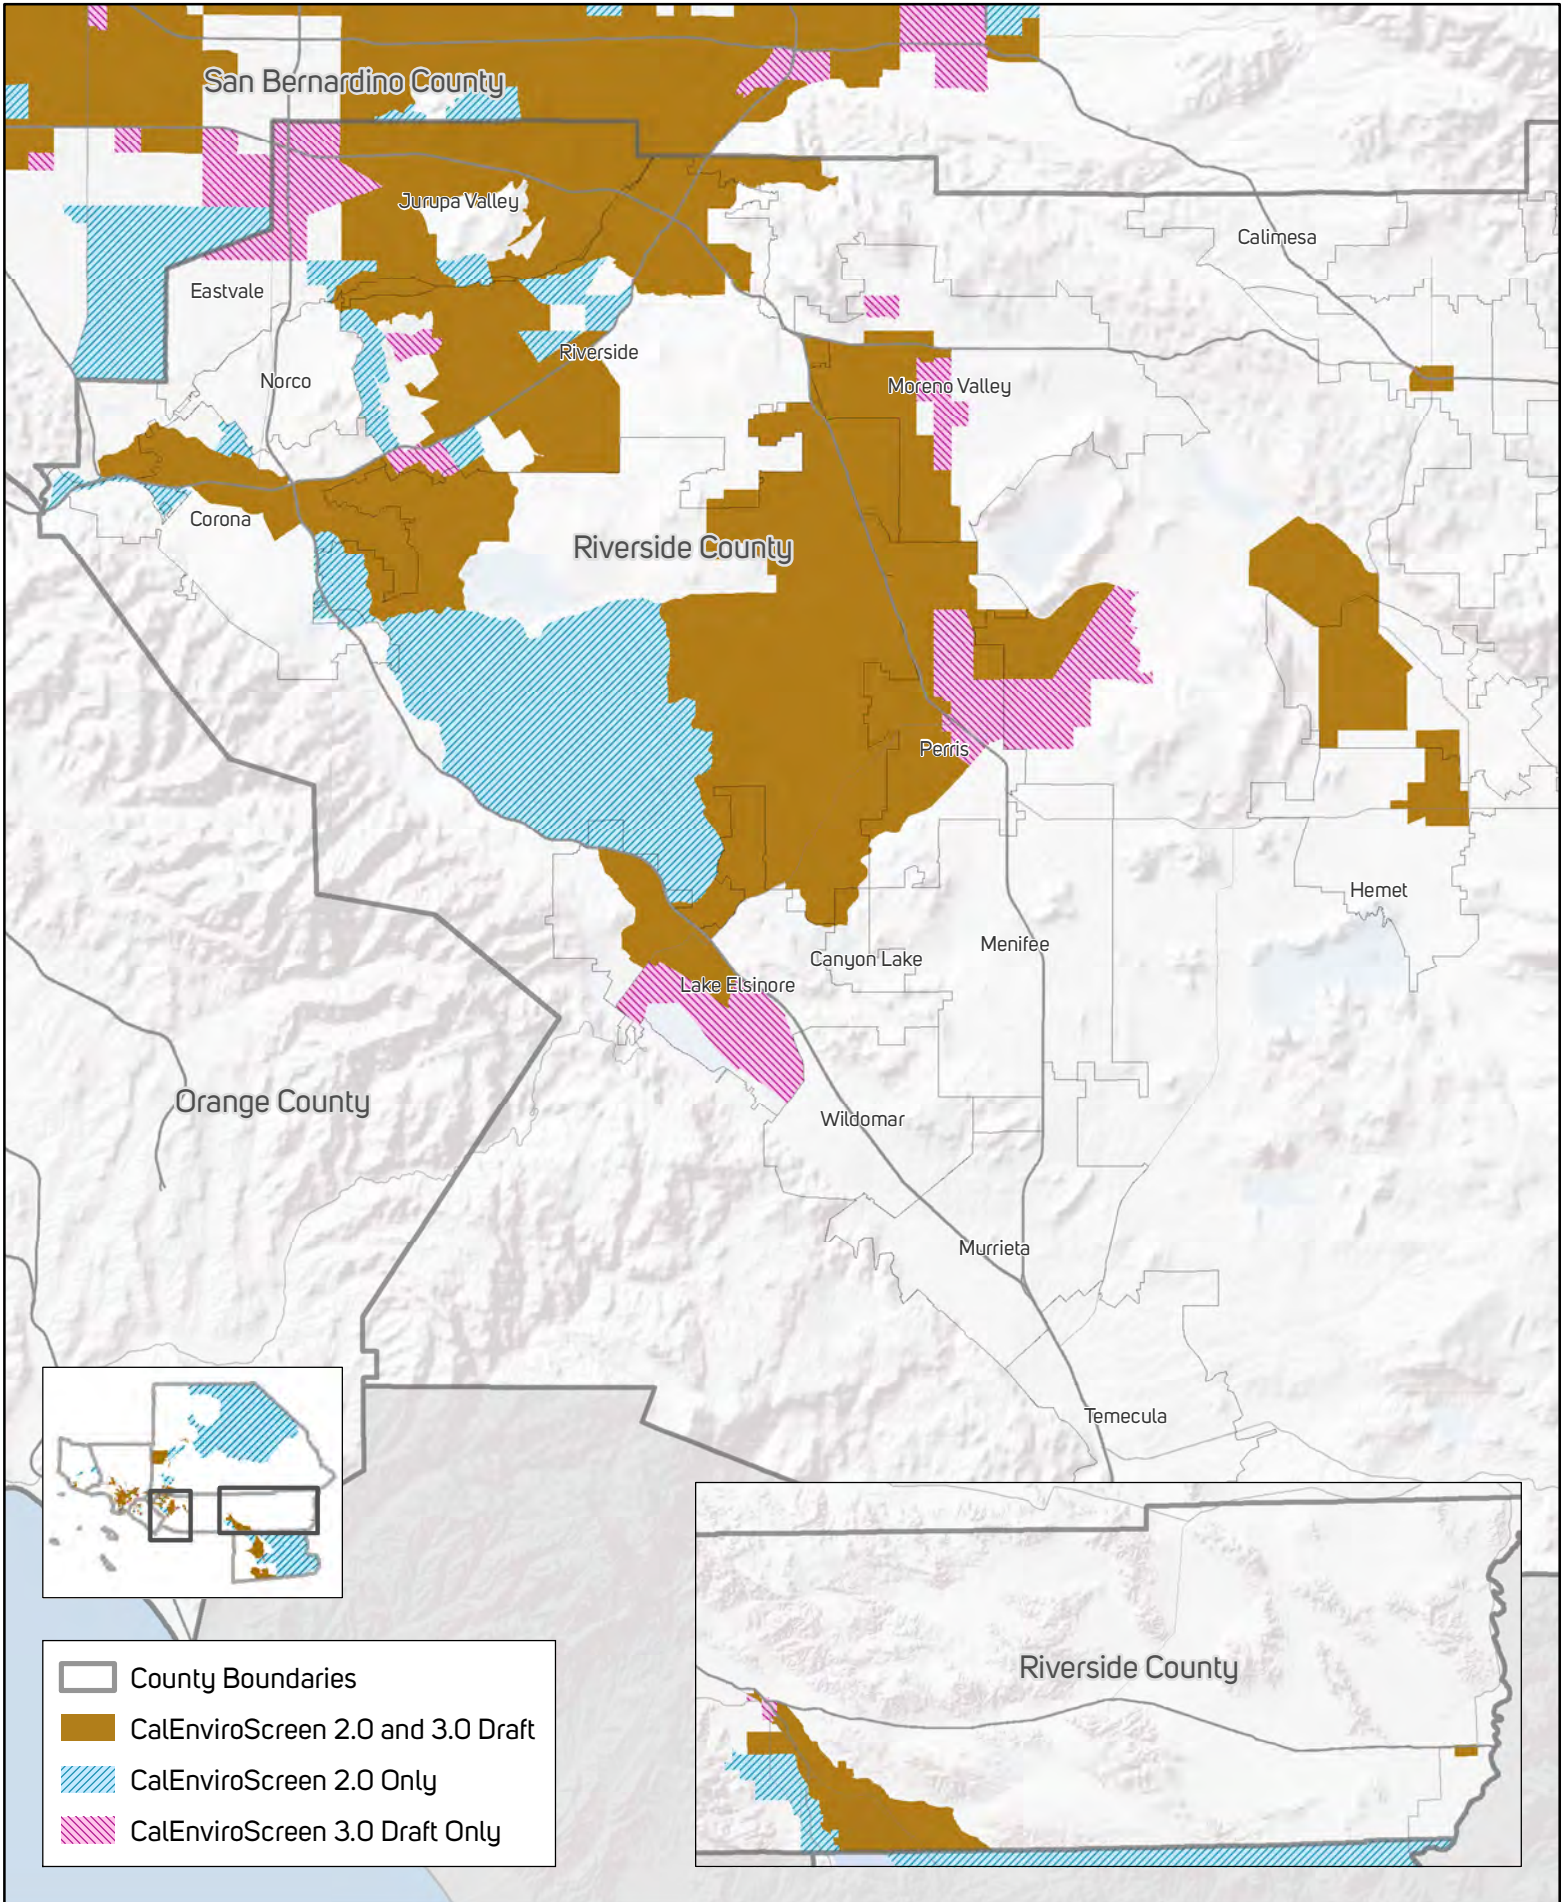 San Bernardino County
Jurupa Valley
Calimesa
Eastvale
Riverside
Norco
Moreno Valley
Corona
Riverside County
Perris
Hemet
Menifee
Canyon Lake
Lake Elsinore
Orange County
Wildomar
Murrieta
Temecula
Riverside County
County Boundaries
CalEnviroScreen 2.0 and 3.0 Draft
CalEnviroScreen 2.0 Only
CalEnviroScreen 3.0 Draft Only